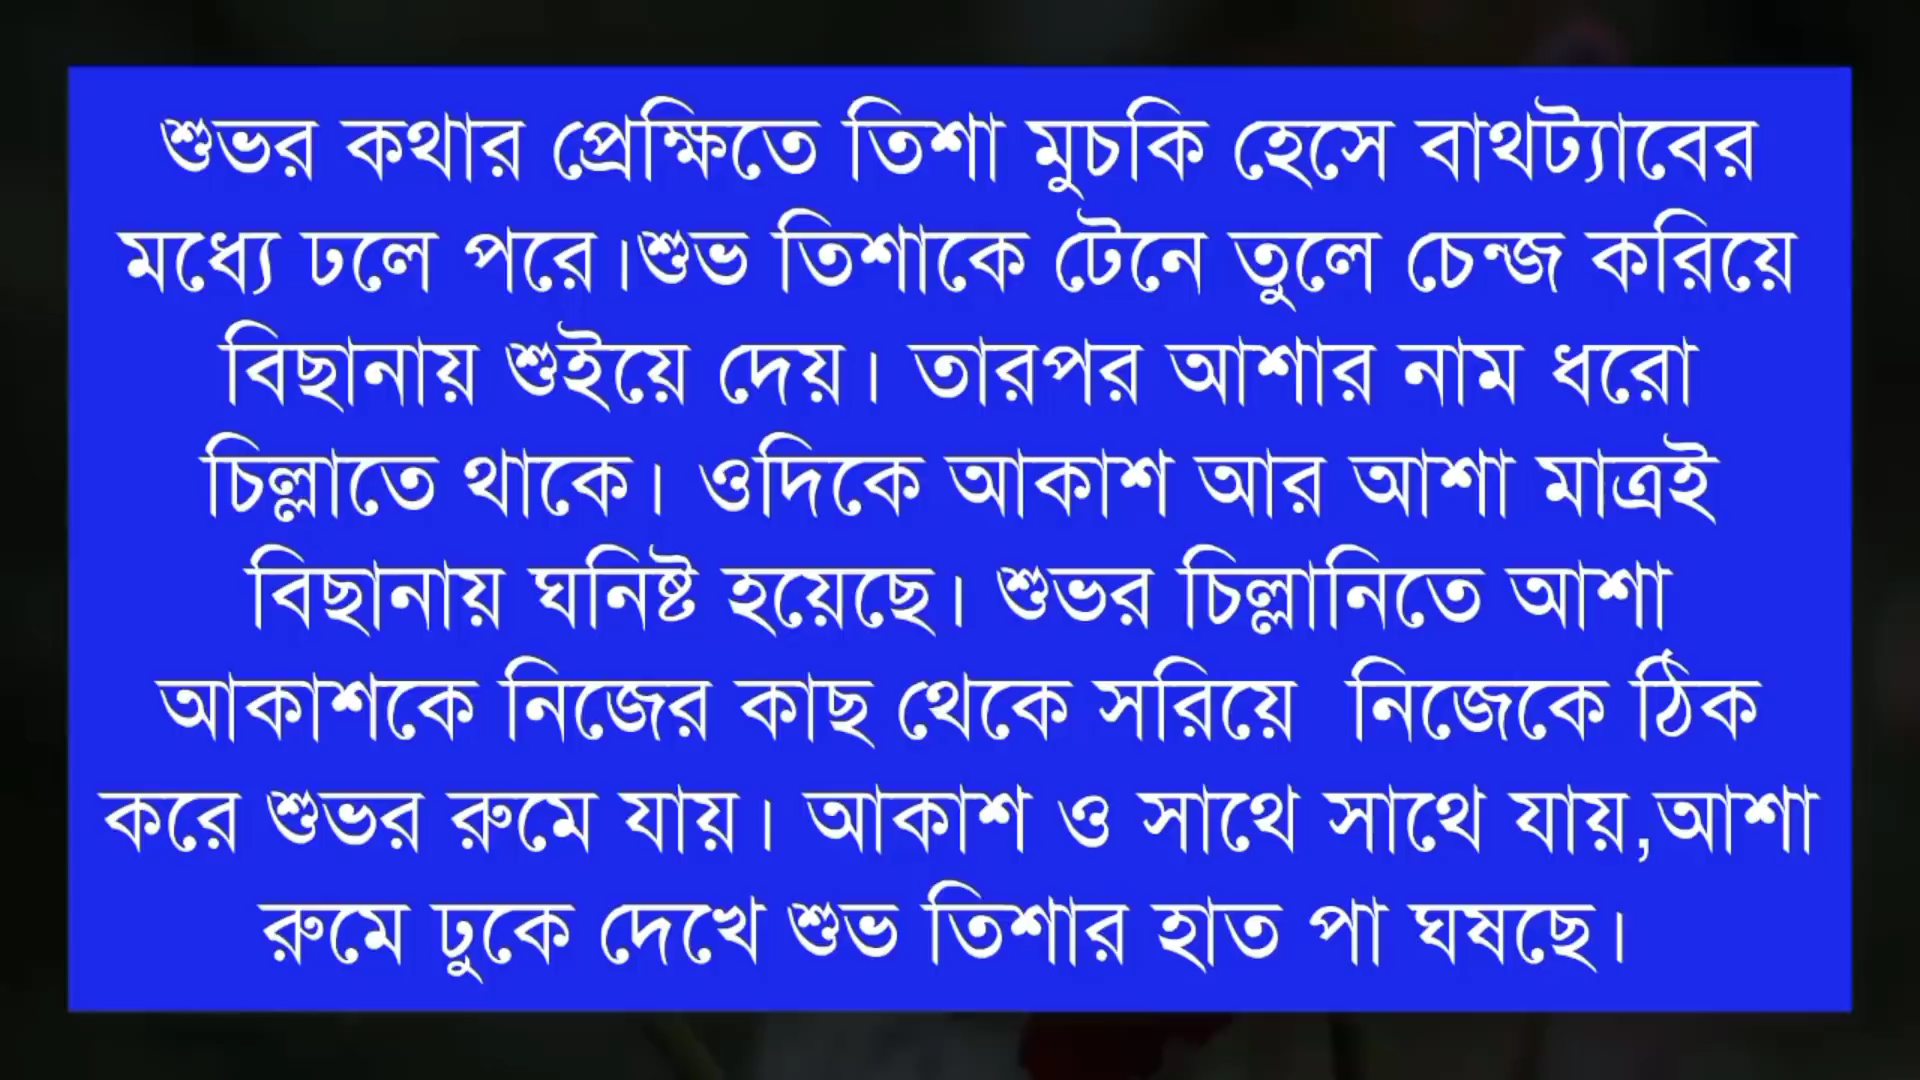 শুভর কথার প্রেক্ষিতে তিশা মুচকি হেসে বাথট্যাবের
মধ্যে ঢলে পরে।শুভ তিশাকে টেনে তুলে চেন্জ করিয়ে
বিছানায় শুইয়ে দেয়। তারপর আশার নাম ধরো
চিল্লাতে থাকে। ওদিকে আকাশ আর আশা মাত্রই
বিছানায় ঘনিষ্ট হয়েছে। শুভর চিল্লানিতে আশা
আকাশকে নিজের কাছ থেকে সরিয়ে  নিজেকে ঠিক
করে শুভর রুমে যায়। আকাশ ও সাথে সাথে যায়,আশা
রুমে ঢুকে দেখে শুভ তিশার হাত পা ঘষছে।